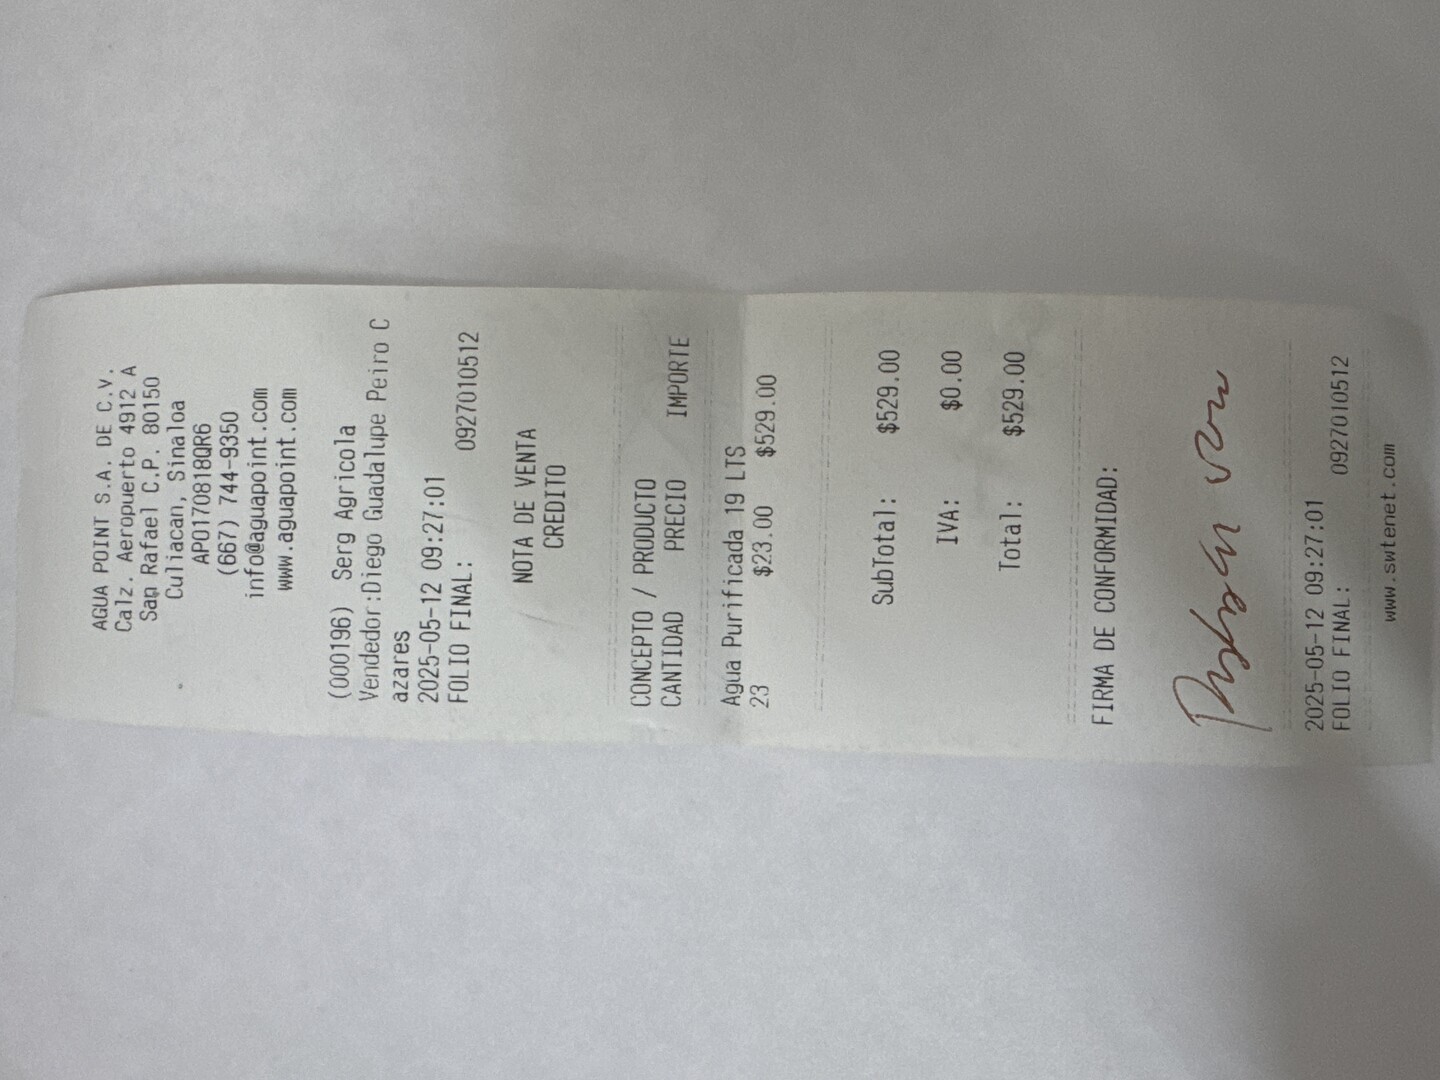 AGUA POINT S.A. DE C.V.
Calz. Aeropuerto 4912 A
San Rafael C.P. 80150
Culiacan, Sinaloa
APO170818QR6
(667) 744-9350
info@aguapoint.com
www.aguapoint.com
(000196) Serg Agricola
Vendedor:Diego Guadalupe Peiro C
azares
2025-05-12 09:27:01
FOLIO FINAL: 0927010512
NOTA DE VENTA
CREDITO
CONCEPTO / PRODUCTO
CANTIDAD PRECIO IMPORTE
Agua Purificada 19 LTS
23 $23.00 $529.00
SubTotal: $529.00
IVA: $0.00
Total: $529.00
FIRMA DE CONFORMIDAD:
2025-05-12 09:27:01
FOLIO FINAL: 0927010512
www.swtenet.com